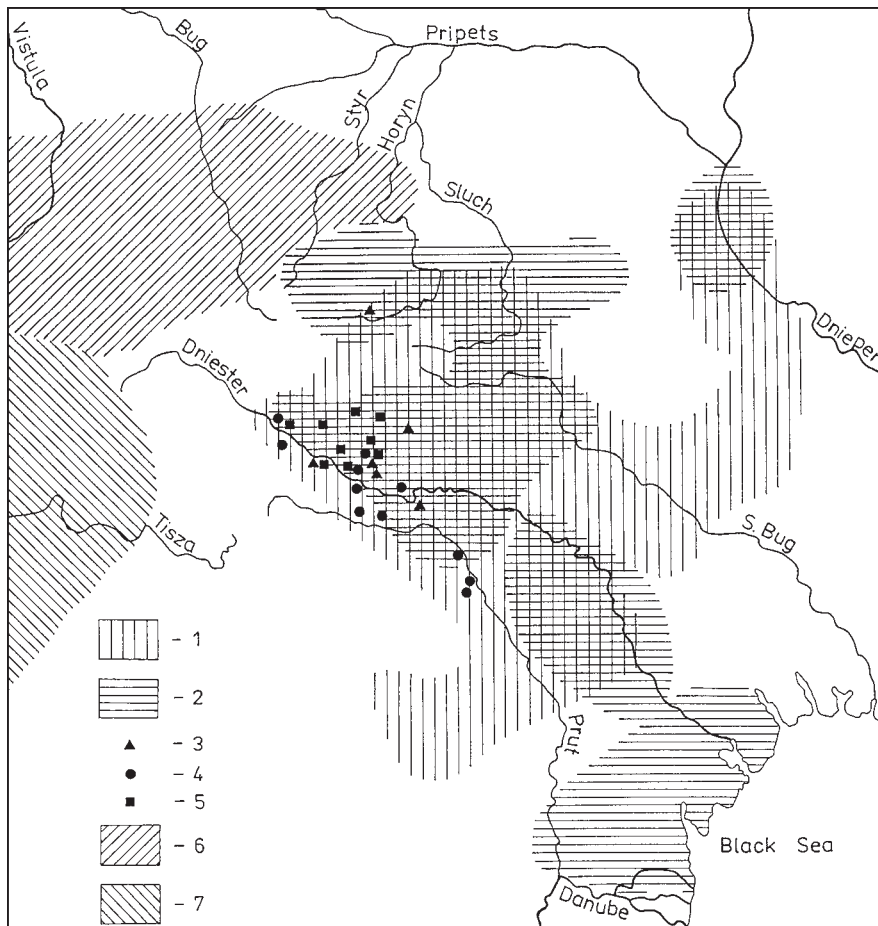 Vistula
Bug
Pripets
Styr
Horyn
Sluch
Dnieper
Dniester
Tisza
S. Bug
- 1
- 2
- 3
- 4
- 5
- 6
- 7
Prut
Black Sea
Danube